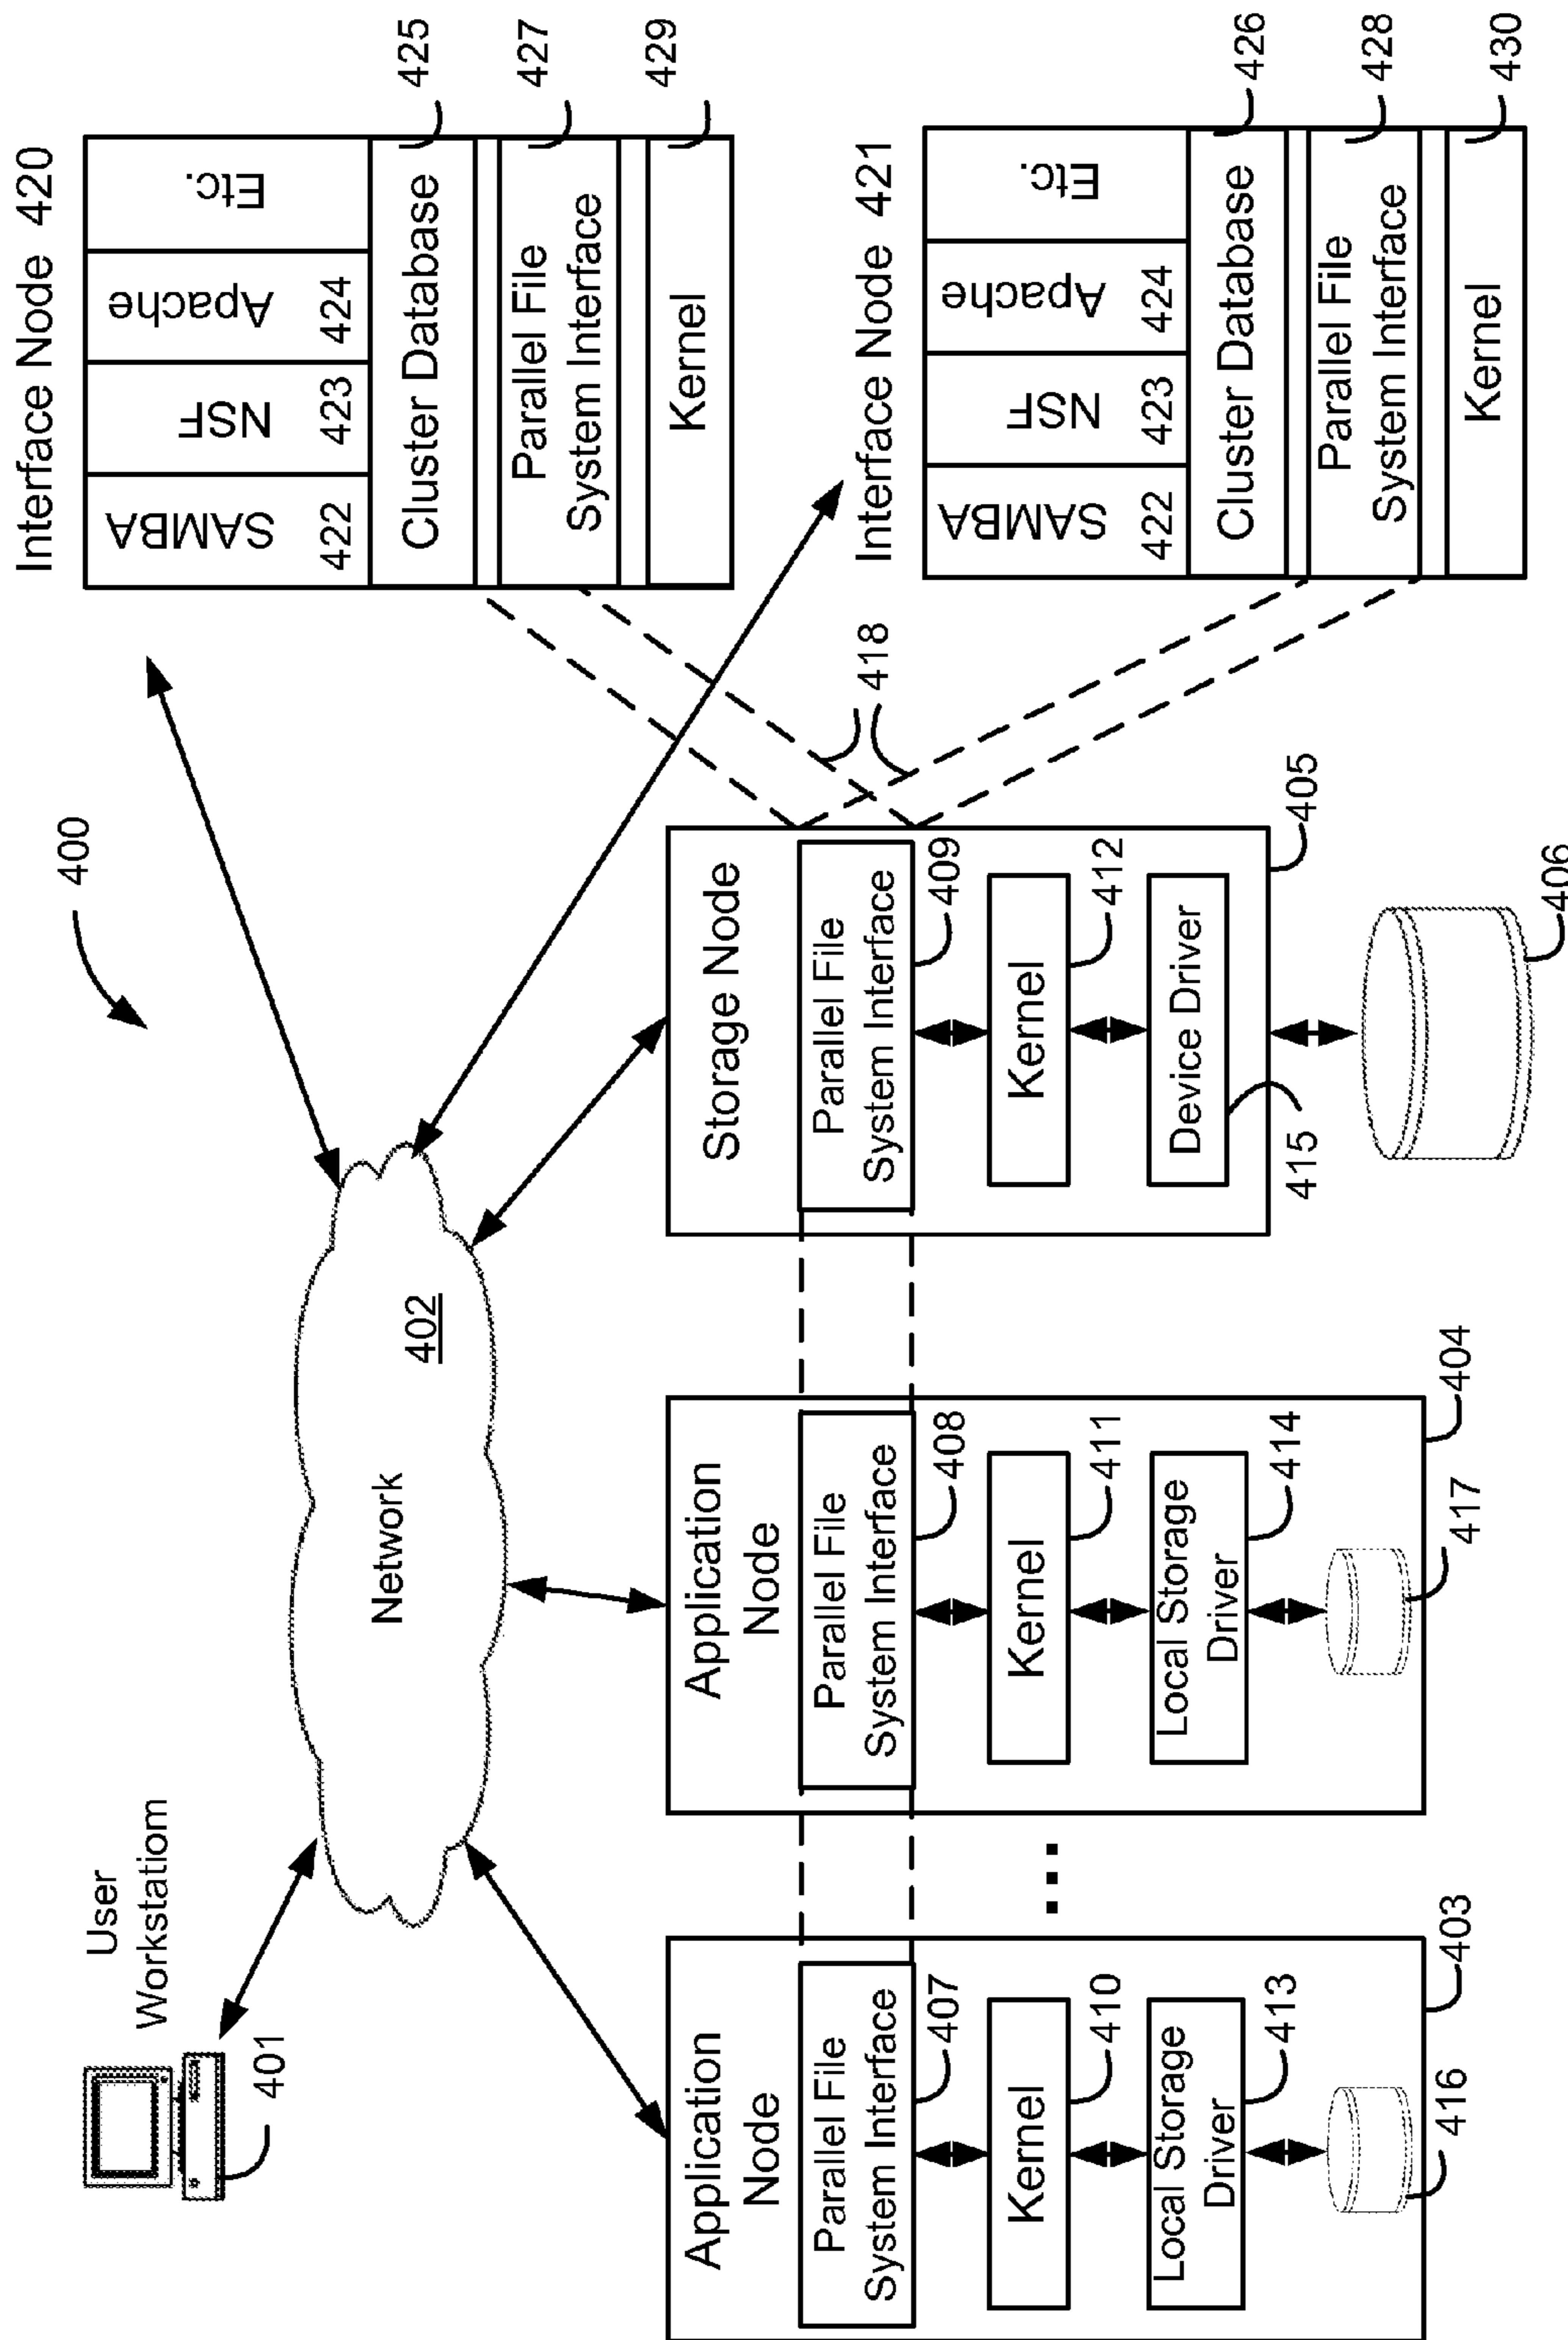 400
User
Workstation
401
Network
402
Interface Node 420
SAMBA
422
NSF
423
Apache
424
Etc.
Cluster Database
425
Parallel File
System Interface
427
Kernel
429
Interface Node 421
SAMBA
422
NSF
423
Apache
424
Etc.
Cluster Database
426
Parallel File
System Interface
428
Kernel
430
418
Application
Node
Parallel File
System Interface
407
Kernel
410
Local Storage
Driver
413
416
403
...
Application
Node
Parallel File
System Interface
408
Kernel
411
Local Storage
Driver
414
417
404
Storage Node
Parallel File
System Interface
409
Kernel
412
Device Driver
415
405
406